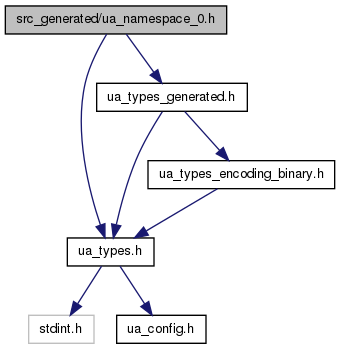 src_generated/ua_namespace_0.h
ua_types_generated.h
ua_types_encoding_binary.h
ua_types.h
stdint.h
ua_config.h